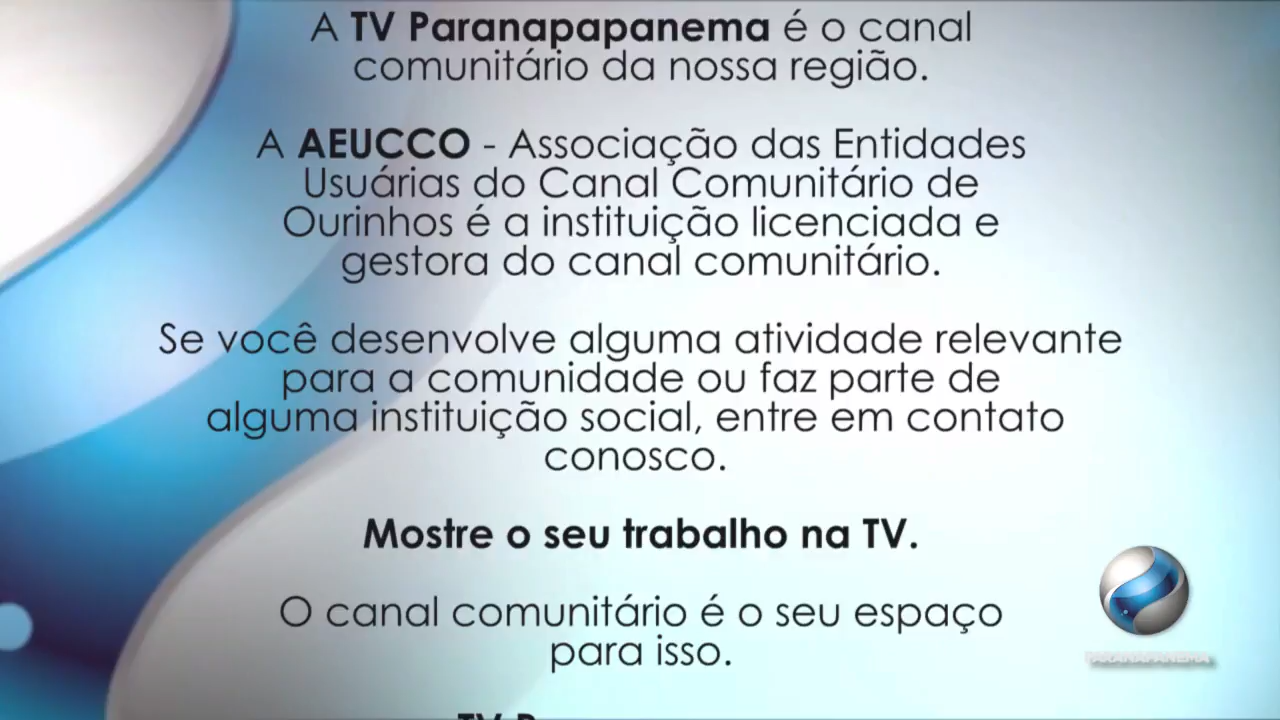 A TV Paranapapanema é o canal
comunitário da nossa região.
A AEUCCO - Associação das Entidades
Usuárias do Canal Comunitário de
Ourinhos é a instituição licenciada e
gestora do canal comunitário.
Se você desenvolve alguma atividade relevante
para a comunidade ou faz parte de
alguma instituição social, entre em contato
conosco.
Mostre o seu trabalho na TV.
O canal comunitário é o seu espaço
para isso.
PARANAPANEMA